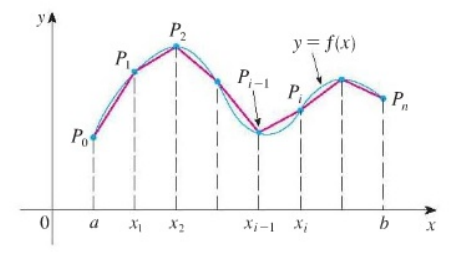 y
P₂
y = f(x)
P₁
Pᵢ₋₁
Pᵢ
Pₙ
P₀
0 a x₁ x₂ xᵢ₋₁ xᵢ b x